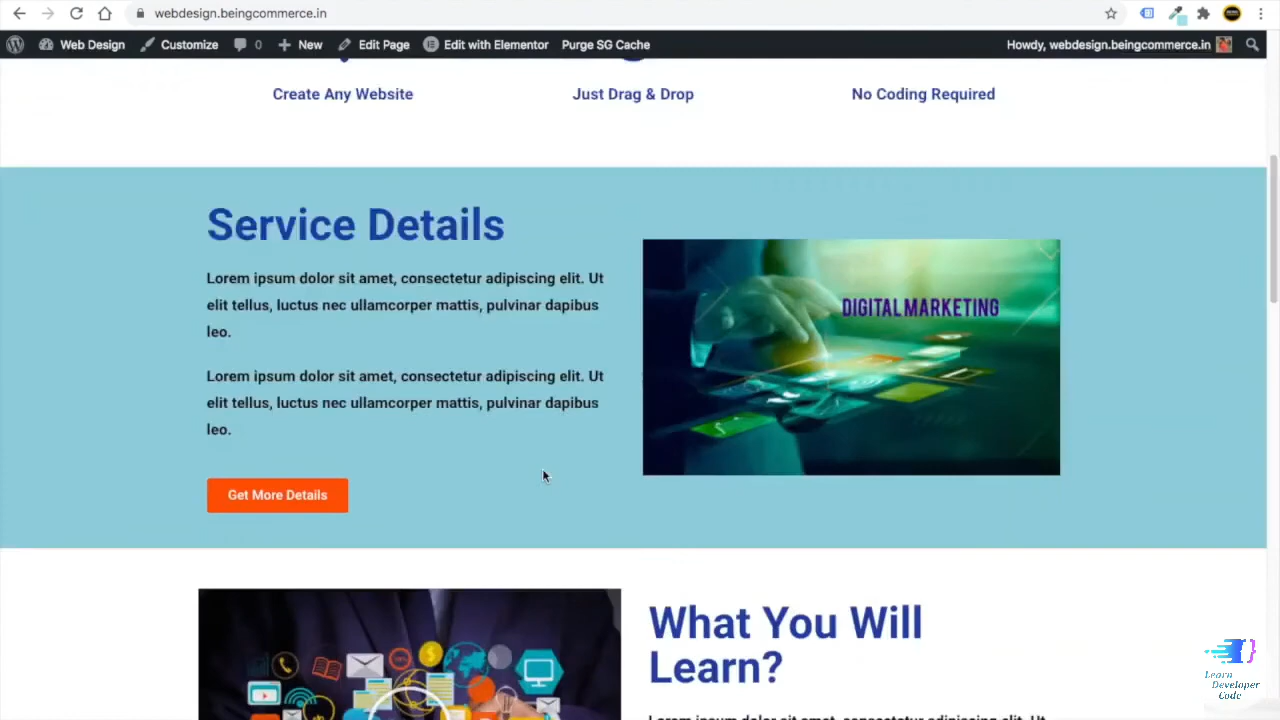 webdesign.beingcommerce.in
Web Design Customize 0 New Edit Page Edit with Elementor Purge SG Cache Howdy, webdesign.beingcommerce.in
Create Any Website Just Drag & Drop No Coding Required
Service Details
Lorem ipsum dolor sit amet, consectetur adipiscing elit. Ut
elit tellus, luctus nec ullamcorper mattis, pulvinar dapibus
leo.
Lorem ipsum dolor sit amet, consectetur adipiscing elit. Ut
elit tellus, luctus nec ullamcorper mattis, pulvinar dapibus
leo.
Get More Details
DIGITAL MARKETING
What You Will
Learn?
Learn
Developer
Code